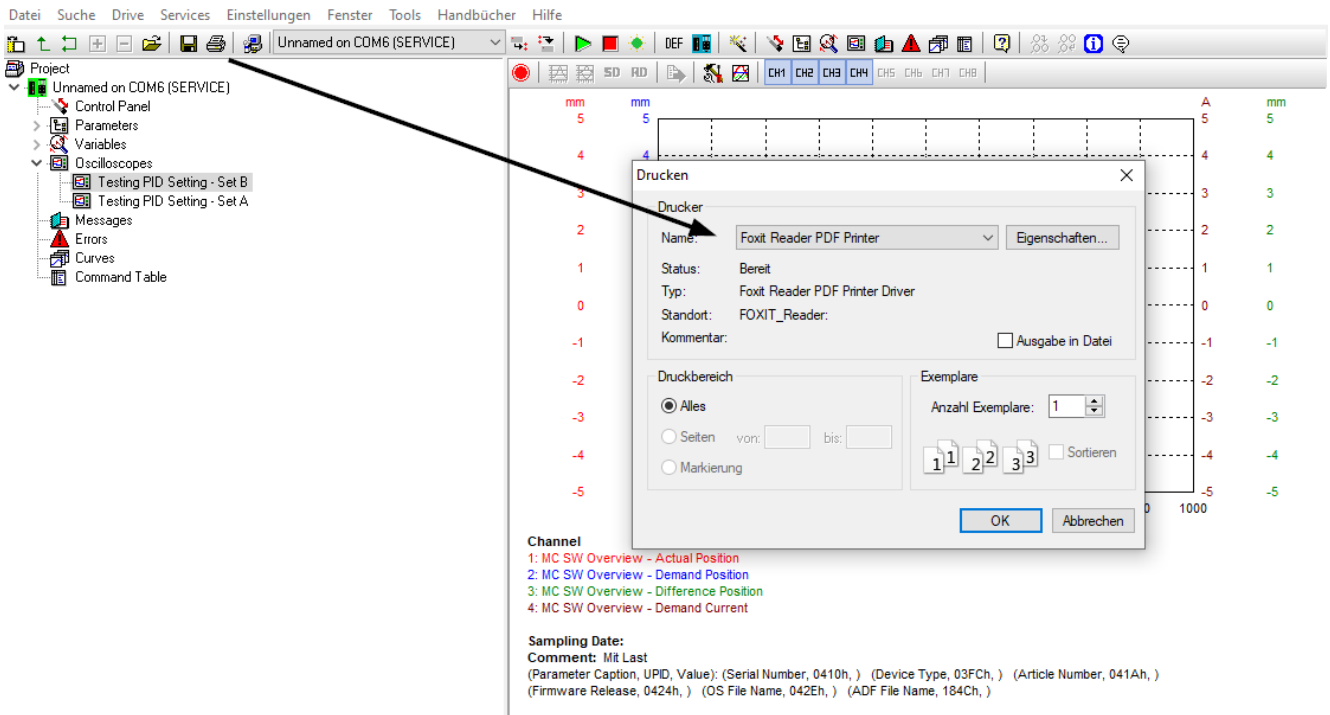 Datei Suche Drive Services Einstellungen Fenster Tools Handbücher Hilfe
Unnamed on COM6 (SERVICE) DEF
Project
Unnamed on COM6 (SERVICE)
Control Panel
Parameters
Variables
Oscilloscopes
Testing PID Setting - Set B
Testing PID Setting - Set A
Messages
Errors
Curves
Command Table
SD RD CH1 CH2 CH3 CH4 CH5 CH6 CH7 CH8
mm mm A mm
5 5 5 5
4 4 4 4
3 3 3
2 2 2
1 1 1
0 0 0
-1 -1 -1
-2 -2 -2
-3 -3 -3
-4 -4 -4
-5 -5 -5
0 1000
Drucken
Drucker
Name: Foxit Reader PDF Printer Eigenschaften...
Status: Bereit
Typ: Foxit Reader PDF Printer Driver
Standort: FOXIT_Reader:
Kommentar: Ausgabe in Datei
Druckbereich
Alles
Seiten von: bis:
Markierung
Exemplare
Anzahl Exemplare: 1
1 1 2 2 3 3 Sortieren
OK Abbrechen
Channel
1: MC SW Overview - Actual Position
2: MC SW Overview - Demand Position
3: MC SW Overview - Difference Position
4: MC SW Overview - Demand Current
Sampling Date:
Comment: Mit Last
(Parameter Caption, UPID, Value): (Serial Number, 0410h, ) (Device Type, 03FCh, ) (Article Number, 041Ah, )
(Firmware Release, 0424h, ) (OS File Name, 042Eh, ) (ADF File Name, 184Ch, )